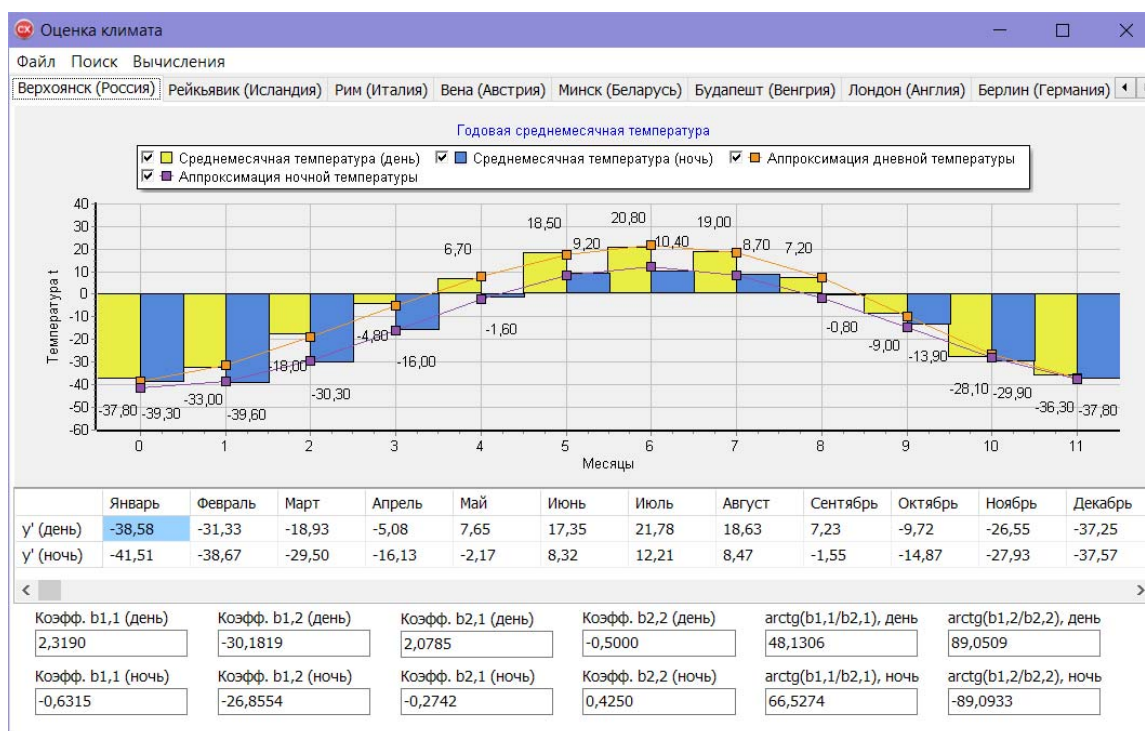 Оценка климата
Файл Поиск Вычисления
Верхоянск (Россия) Рейкьявик (Исландия) Рим (Италия) Вена (Австрия) Минск (Беларусь) Будапешт (Венгрия) Лондон (Англия) Берлин (Германия)
Годовая среднемесячная температура
Среднемесячная температура (день) Среднемесячная температура (ночь) Аппроксимация дневной температуры
Аппроксимация ночной температуры
Температура t
40
30
20
10
0
-10
-20
-30
-40
-50
-60
-37,80 -39,30 -33,00 -39,60 -18,00 -30,30 -4,80 -16,00 6,70 -1,60 18,50 9,20 20,80 10,40 19,00 8,70 7,20 -0,80 -9,00 -13,90 -28,10 -29,90 -36,30 -37,80
0 1 2 3 4 5 6 7 8 9 10 11
Месяцы
Январь Февраль Март Апрель Май Июнь Июль Август Сентябрь Октябрь Ноябрь Декабрь
y' (день) -38,58 -31,33 -18,93 -5,08 7,65 17,35 21,78 18,63 7,23 -9,72 -26,55 -37,25
y' (ночь) -41,51 -38,67 -29,50 -16,13 -2,17 8,32 12,21 8,47 -1,55 -14,87 -27,93 -37,57
Коэфф. b1,1 (день) Коэфф. b1,2 (день) Коэфф. b2,1 (день) Коэфф. b2,2 (день) arctg(b1,1/b2,1), день arctg(b1,2/b2,2), день
2,3190 -30,1819 2,0785 -0,5000 48,1306 89,0509
Коэфф. b1,1 (ночь) Коэфф. b1,2 (ночь) Коэфф. b2,1 (ночь) Коэфф. b2,2 (ночь) arctg(b1,1/b2,1), ночь arctg(b1,2/b2,2), ночь
-0,6315 -26,8554 -0,2742 0,4250 66,5274 -89,0933